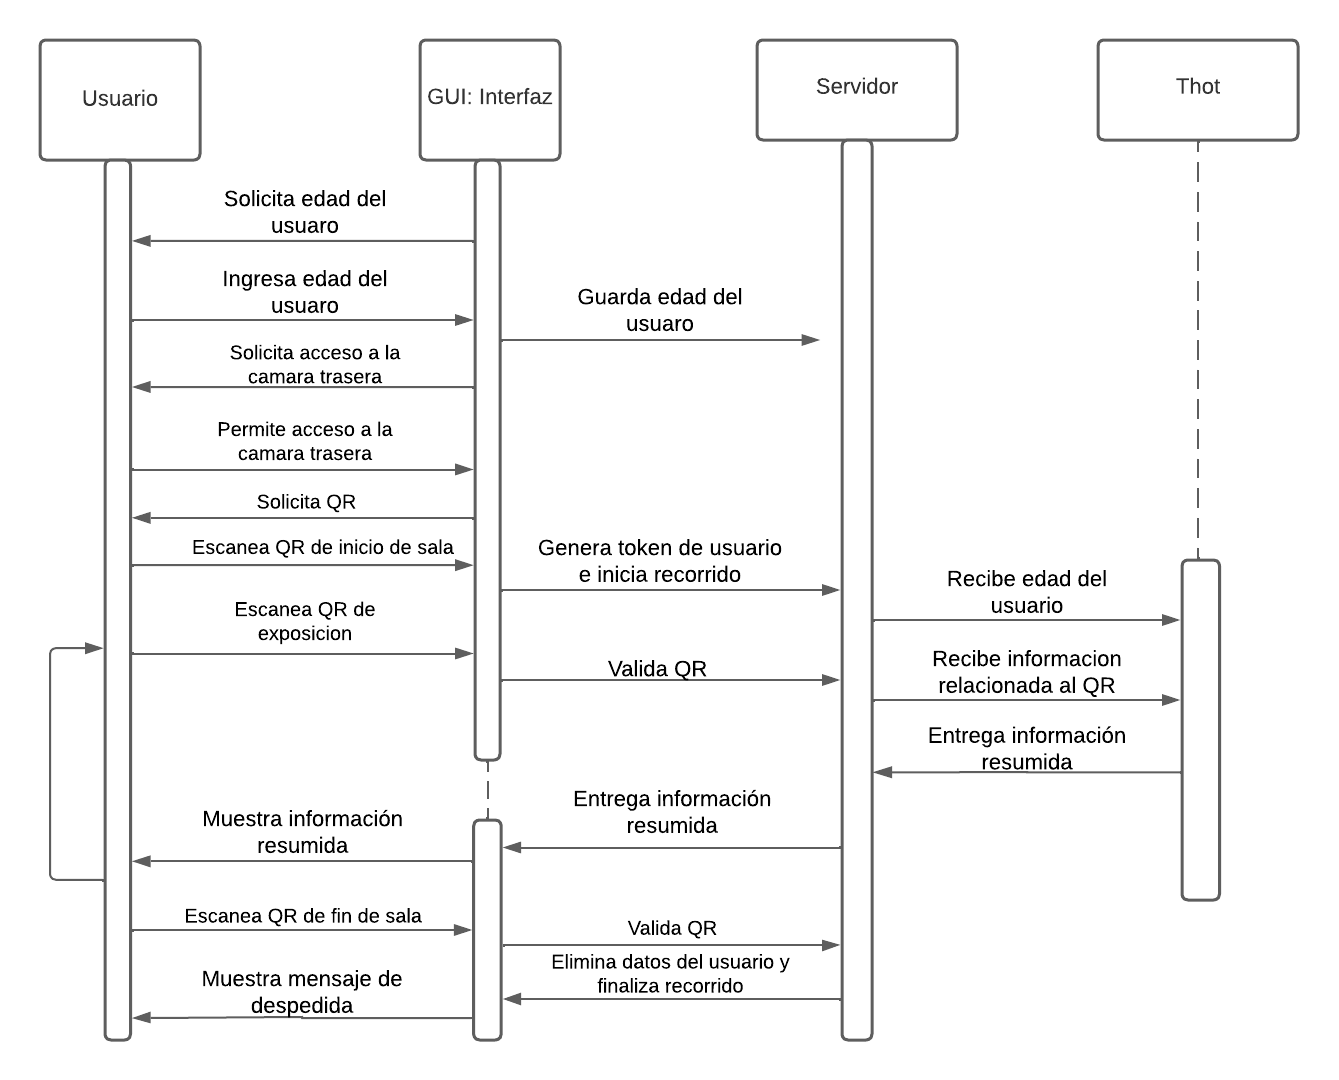 Usuario
GUI: Interfaz
Servidor
Thot
Solicita edad del
usuaro
Ingresa edad del
usuaro
Guarda edad del
usuaro
Solicita acceso a la
camara trasera
Permite acceso a la
camara trasera
Solicita QR
Escanea QR de inicio de sala
Genera token de usuario
e inicia recorrido
Recibe edad del
usuario
Escanea QR de
exposicion
Valida QR
Recibe informacion
relacionada al QR
Entrega información
resumida
Entrega información
resumida
Muestra información
resumida
Escanea QR de fin de sala
Valida QR
Elimina datos del usuario y
finaliza recorrido
Muestra mensaje de
despedida